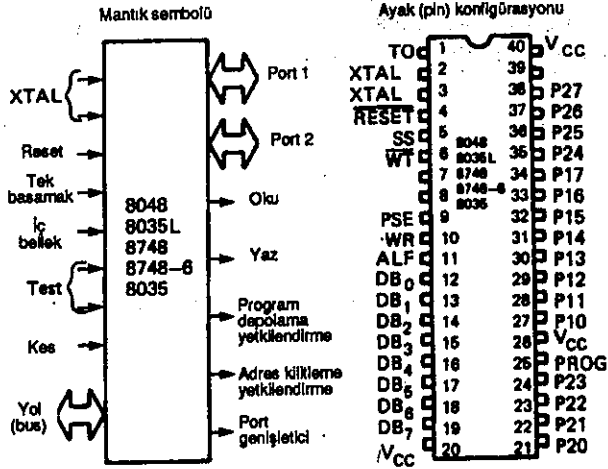 Mantık sembolü
XTAL
Reset
Tek
basamak
İç
bellek
Test
Kes
Yol
(bus)
8048
8035L
8748
8748–6
8035
Port 1
Port 2
Oku
Yaz
Program
depolama
yetkilendirme
Adres kilitleme
yetkilendirme
Port
genişletici
Ayak (pin) konfigürasyonu
TO 1
XTAL 2
XTAL 3
RESET 4
SS 5
WT 6
7
8
PSE 9
WR 10
ALF 11
DB0 12
DB1 13
DB2 14
DB3 15
DB4 16
DB5 17
DB6 18
DB7 19
VCC 20
8048
8035L
8748
8748–6
8035
40 VCC
39
38 P27
37 P26
36 P25
35 P24
34 P17
33 P16
32 P15
31 P14
30 P13
29 P12
28 P11
27 P10
26 VCC
25 PROG
24 P23
23 P22
22 P21
21 P20